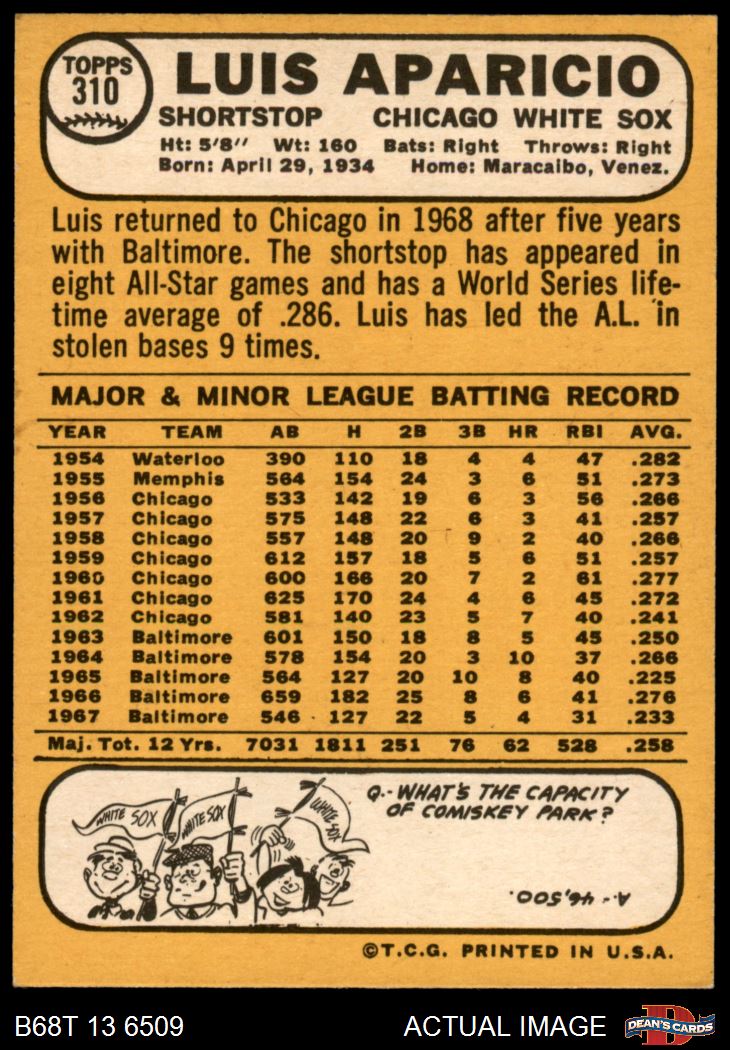 TOPPS
310
LUIS APARICIO
SHORTSTOP CHICAGO WHITE SOX
Ht: 5'8" Wt: 160 Bats: Right Throws: Right
Born: April 29, 1934 Home: Maracaibo, Venez.
Luis returned to Chicago in 1968 after five years
with Baltimore. The shortstop has appeared in
eight All-Star games and has a World Series life-
time average of .286. Luis has led the A.L. in
stolen bases 9 times.
MAJOR & MINOR LEAGUE BATTING RECORD
YEAR TEAM AB H 2B 3B HR RBI AVG.
1954 Waterloo 390 110 18 4 4 47 .282
1955 Memphis 564 154 24 3 6 51 .273
1956 Chicago 533 142 19 6 3 56 .266
1957 Chicago 575 148 22 6 3 41 .257
1958 Chicago 557 148 20 9 2 40 .266
1959 Chicago 612 157 18 5 6 51 .257
1960 Chicago 600 166 20 7 2 61 .277
1961 Chicago 625 170 24 4 6 45 .272
1962 Chicago 581 140 23 5 7 40 .241
1963 Baltimore 601 150 18 8 5 45 .250
1964 Baltimore 578 154 20 3 10 37 .266
1965 Baltimore 564 127 20 10 8 40 .225
1966 Baltimore 659 182 25 8 6 41 .276
1967 Baltimore 546 127 22 5 4 31 .233
Maj. Tot. 12 Yrs. 7031 1811 251 76 62 528 .258
WHITE SOX
WHITE SOX
WHITE SOX
Q.- WHAT'S THE CAPACITY
OF COMISKEY PARK?
A.- 46,500.
©T.C.G. PRINTED IN U.S.A.
B68T 13 6509 ACTUAL IMAGE
DEAN'S CARDS